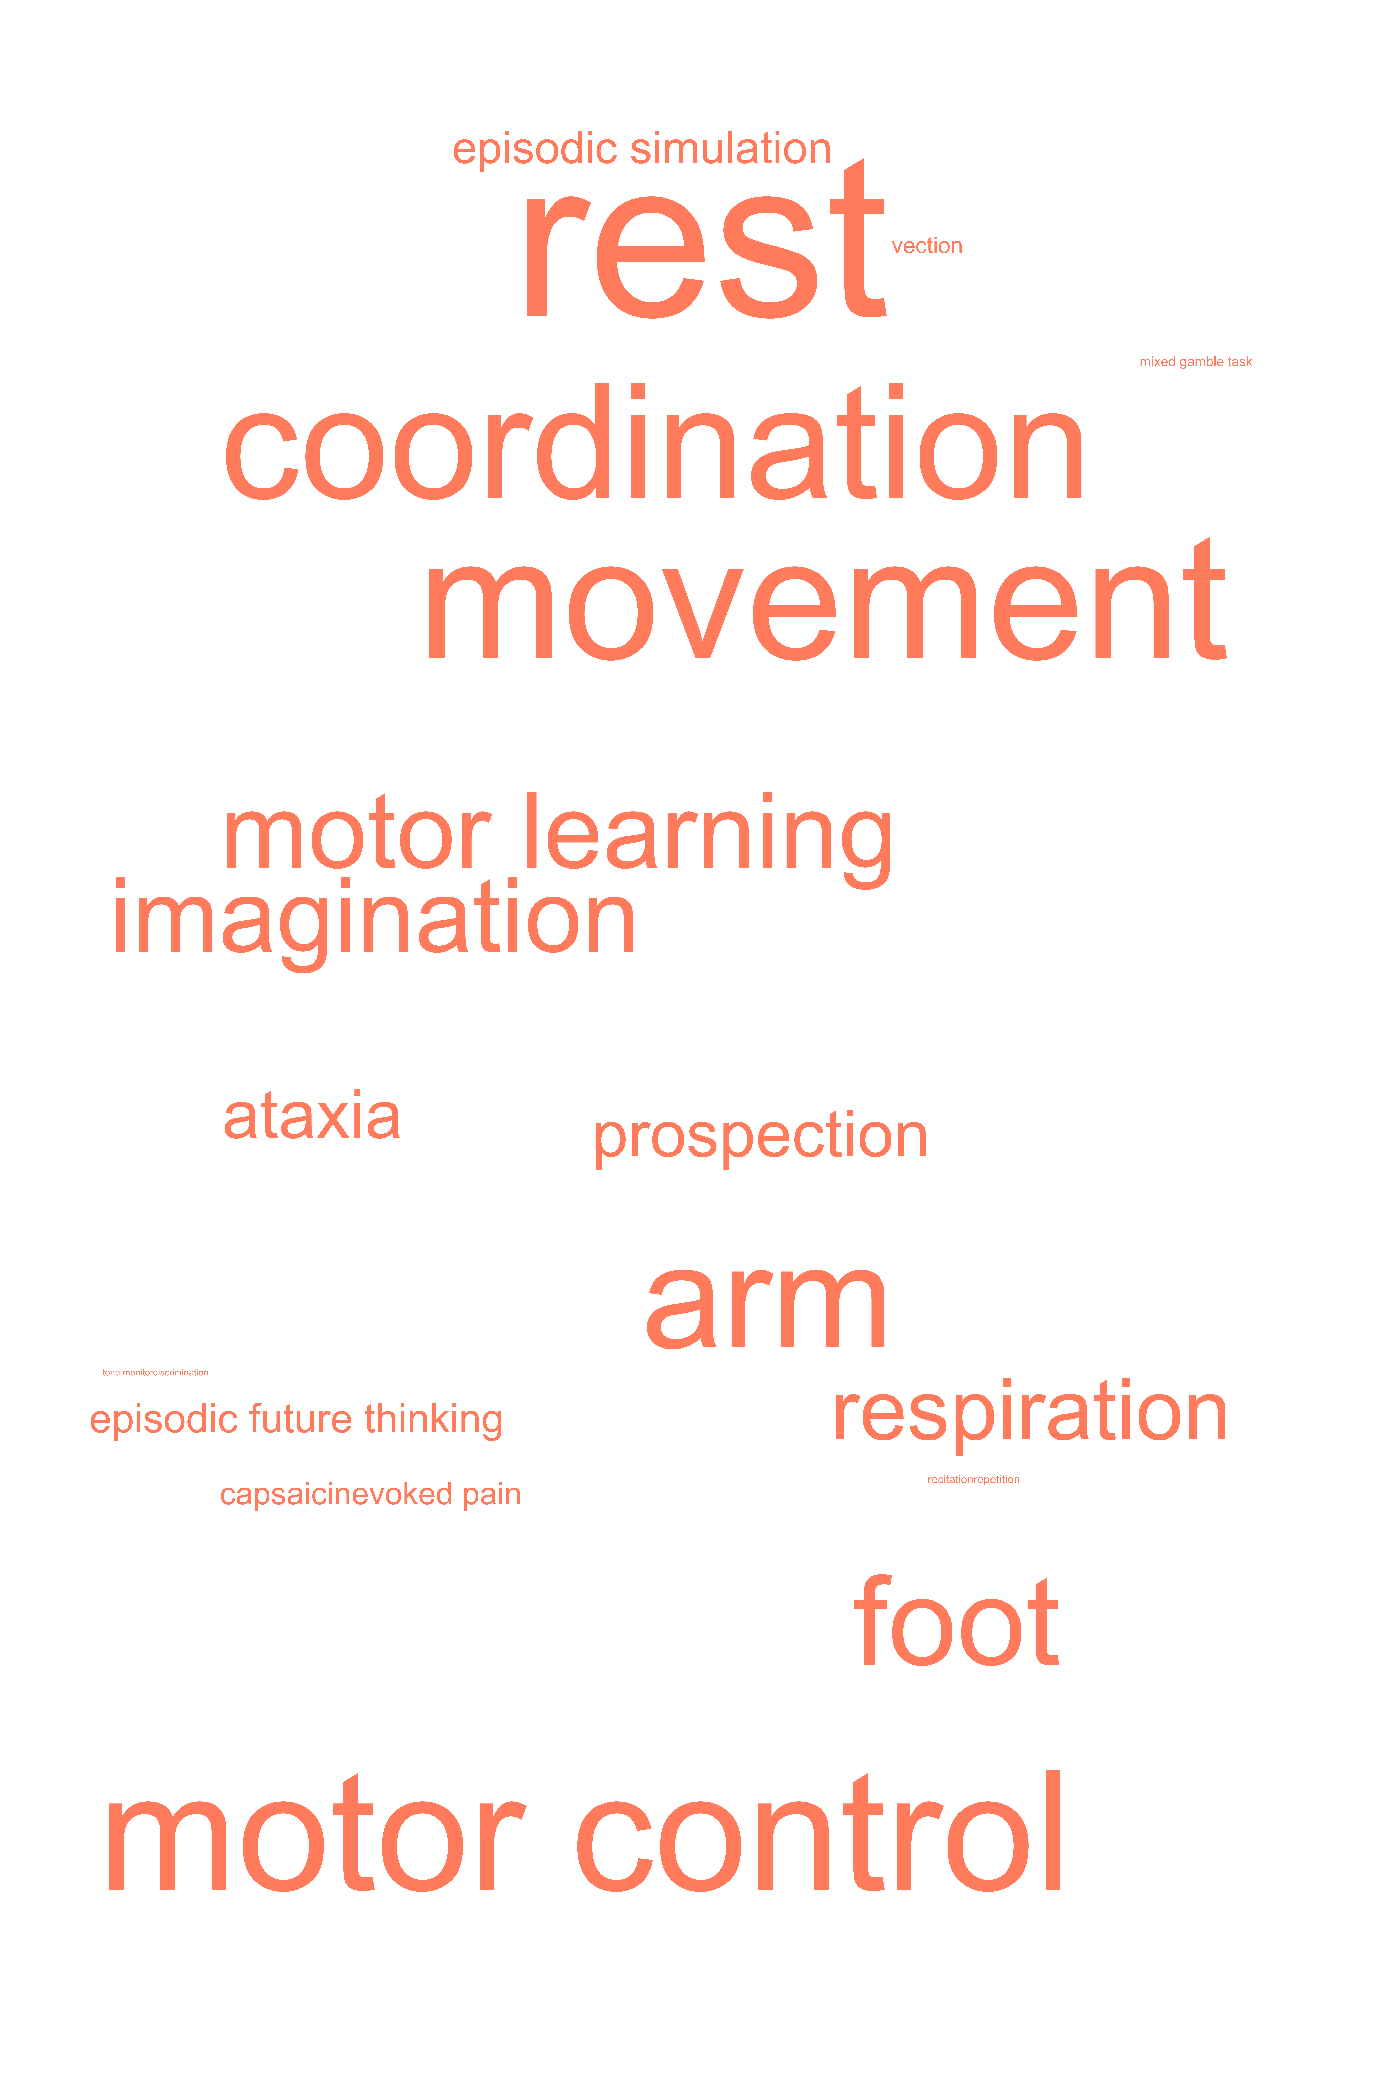 episodic simulation
rest
vection
mixed gamble task
coordination
movement
motor learning
imagination
ataxia
prospection
arm
tone monitordiscrimination
respiration
episodic future thinking
recitationrepetition
capsaicinevoked pain
foot
motor control